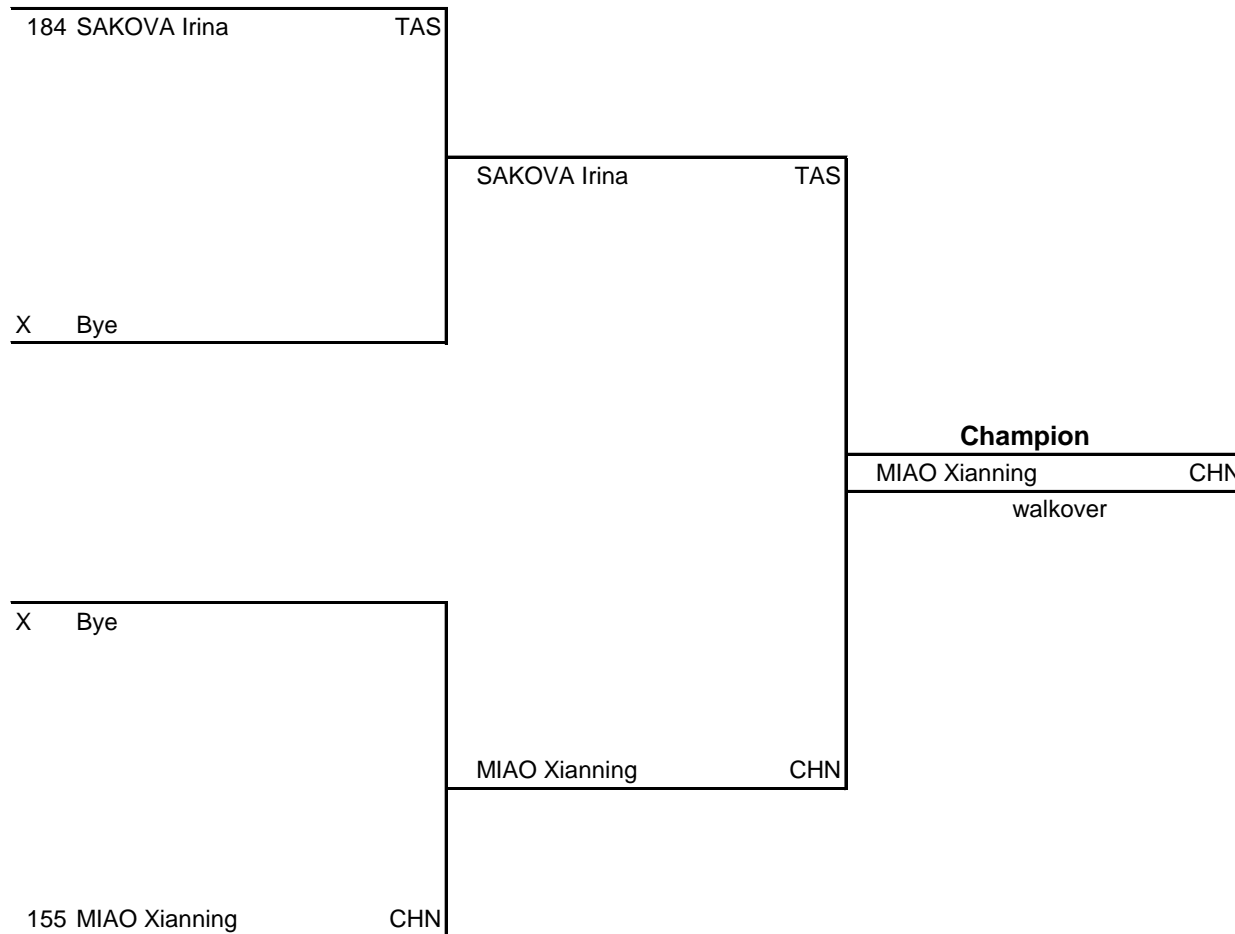 184 SAKOVA Irina TAS
SAKOVA Irina TAS
X Bye
Champion
MIAO Xianning CHN
walkover
X Bye
MIAO Xianning CHN
155 MIAO Xianning CHN